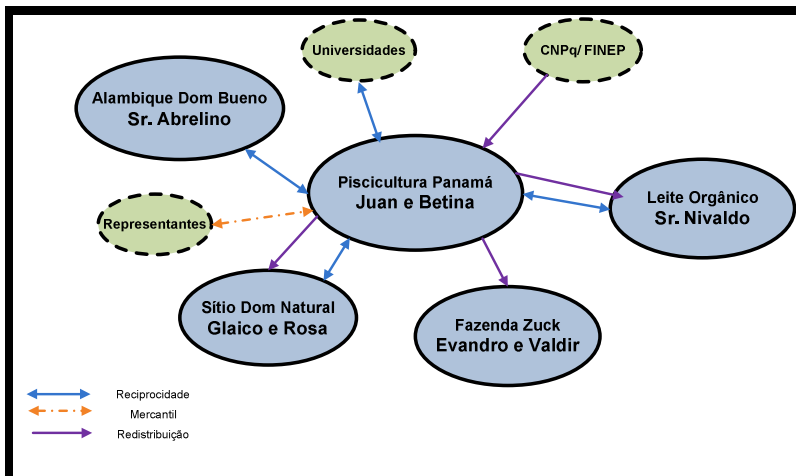 Universidades
CNPq/ FINEP
Alambique Dom Bueno
Sr. Abrelino
Piscicultura Panamá
Juan e Betina
Leite Orgânico
Sr. Nivaldo
Representantes
Sítio Dom Natural
Glaico e Rosa
Fazenda Zuck
Evandro e Valdir
Reciprocidade
Mercantil
Redistribuição